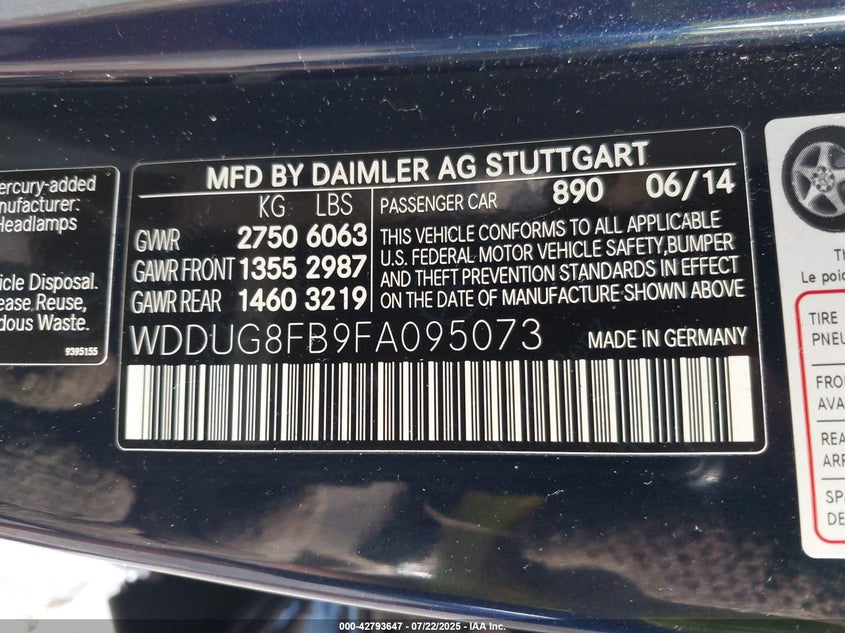 ercury-added
anufacturer:
Headlamps
icle Disposal.
ease Reuse,
dous Waste.
9395155
MFD BY DAIMLER AG STUTTGART
KG LBS
GVWR 2750 6063
GAWR FRONT 1355 2987
GAWR REAR 1460 3219
PASSENGER CAR 890 06/14
THIS VEHICLE CONFORMS TO ALL APPLICABLE
U.S. FEDERAL MOTOR VEHICLE SAFETY,BUMPER
AND THEFT PREVENTION STANDARDS IN EFFECT
ON THE DATE OF MANUFACTURE SHOWN ABOVE
WDDUG8FB9FA095073 MADE IN GERMANY
Th
Le poi
TIRE
PNEU
FRO
AVA
REA
ARR
SPA
DE
000-42793647 - 07/22/2025 - IAA Inc.